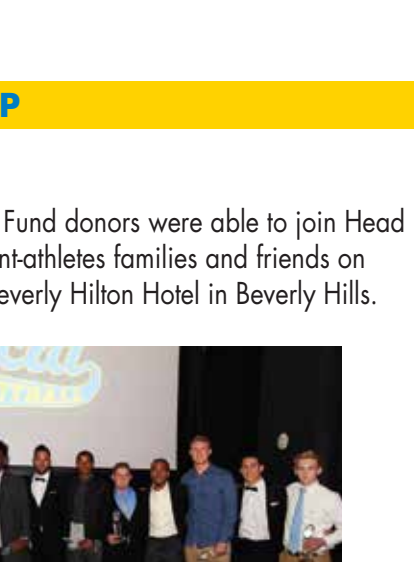 P
Fund donors were able to join Head
nt-athletes families and friends on
everly Hilton Hotel in Beverly Hills.